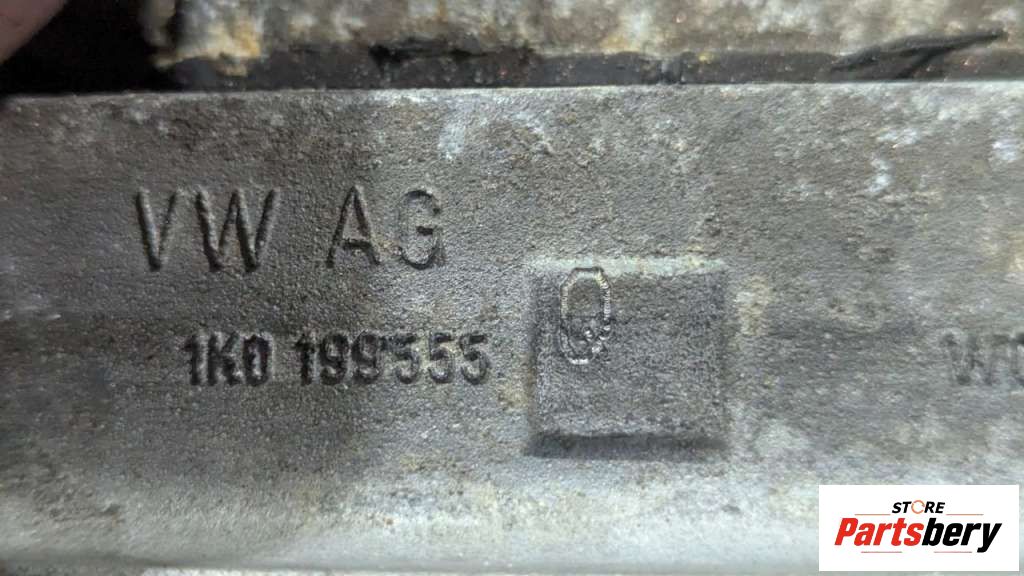 VW AG
1K0 199 555
Q
STORE
Partsbery